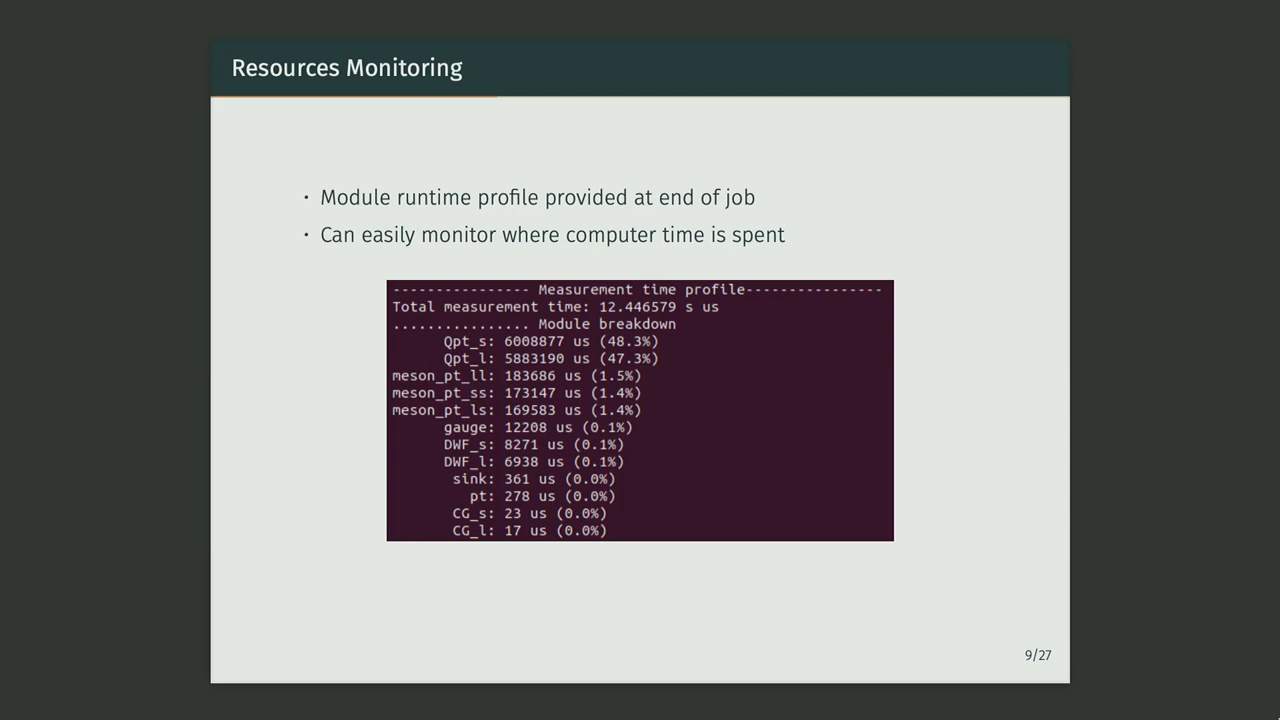 Resources Monitoring
· Module runtime profile provided at end of job
· Can easily monitor where computer time is spent
---------------- Measurement time profile----------------
Total measurement time: 12.446579 s us
................ Module breakdown
Qpt_s: 6008877 us (48.3%)
Qpt_l: 5883190 us (47.3%)
meson_pt_ll: 183686 us (1.5%)
meson_pt_ss: 173147 us (1.4%)
meson_pt_ls: 169583 us (1.4%)
gauge: 12208 us (0.1%)
DWF_s: 8271 us (0.1%)
DWF_l: 6938 us (0.1%)
sink: 361 us (0.0%)
pt: 278 us (0.0%)
CG_s: 23 us (0.0%)
CG_l: 17 us (0.0%)
9/27